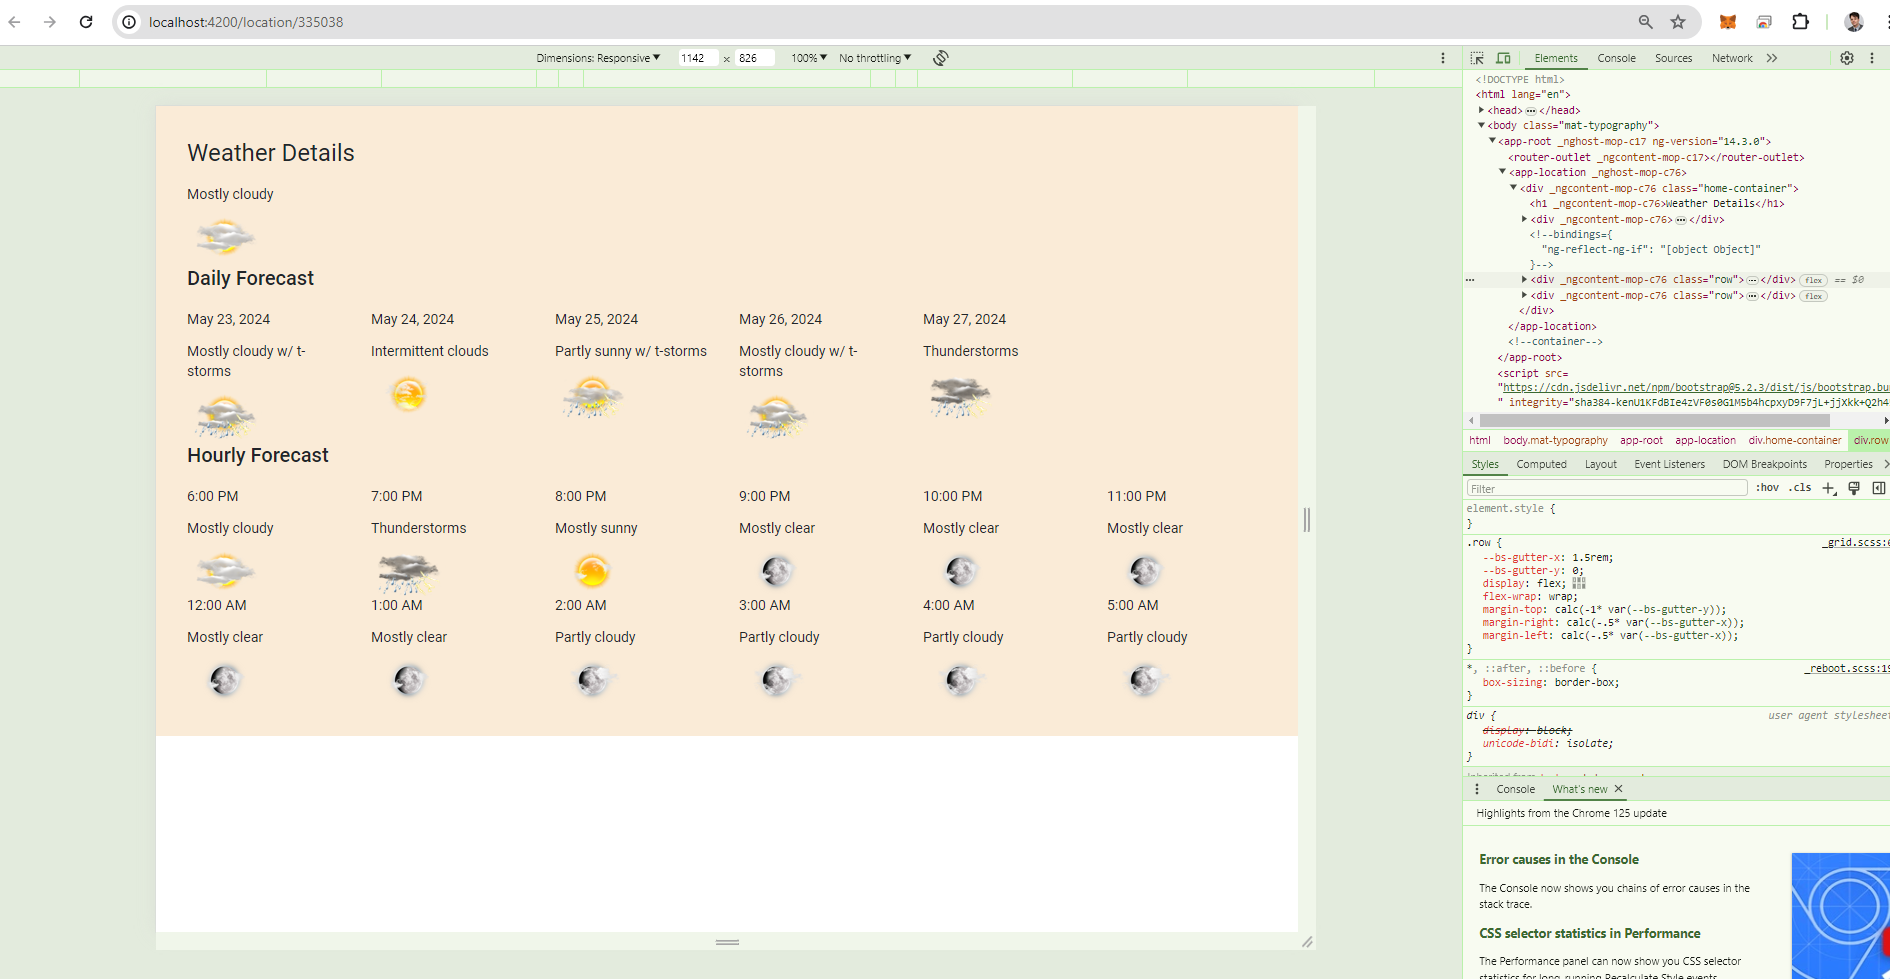 localhost:4200/location/335038
Dimensions: Responsive ▼ 1142 × 826 100% ▼ No throttling ▼
Elements Console Sources Network
Weather Details
Mostly cloudy
Daily Forecast
May 23, 2024 May 24, 2024 May 25, 2024 May 26, 2024 May 27, 2024
Mostly cloudy w/ t- Intermittent clouds Partly sunny w/ t-storms Mostly cloudy w/ t- Thunderstorms
storms storms
Hourly Forecast
6:00 PM 7:00 PM 8:00 PM 9:00 PM 10:00 PM 11:00 PM
Mostly cloudy Thunderstorms Mostly sunny Mostly clear Mostly clear Mostly clear
12:00 AM 1:00 AM 2:00 AM 3:00 AM 4:00 AM 5:00 AM
Mostly clear Mostly clear Partly cloudy Partly cloudy Partly cloudy Partly cloudy
<!DOCTYPE html>
<html lang="en">
<head>…</head>
<body class="mat-typography">
<app-root _nghost-mop-c17 ng-version="14.3.0">
<router-outlet _ngcontent-mop-c17></router-outlet>
<app-location _nghost-mop-c76>
<div _ngcontent-mop-c76 class="home-container">
<h1 _ngcontent-mop-c76>Weather Details</h1>
<div _ngcontent-mop-c76>…</div>
<!--bindings={
"ng-reflect-ng-if": "[object Object]"
}-->
… <div _ngcontent-mop-c76 class="row">…</div> flex == $0
<div _ngcontent-mop-c76 class="row">…</div> flex
</div>
</app-location>
<!--container-->
</app-root>
<script src=
"https://cdn.jsdelivr.net/npm/bootstrap@5.2.3/dist/js/bootstrap.bu
" integrity="sha384-kenU1KFdBIe4zVF0s0G1M5b4hcpxyD9F7jL+jjXkk+Q2h4
html body.mat-typography app-root app-location div.home-container div.row
Styles Computed Layout Event Listeners DOM Breakpoints Properties
Filter :hov .cls
element.style {
}
.row { _grid.scss:6
--bs-gutter-x: 1.5rem;
--bs-gutter-y: 0;
display: flex;
flex-wrap: wrap;
margin-top: calc(-1* var(--bs-gutter-y));
margin-right: calc(-.5* var(--bs-gutter-x));
margin-left: calc(-.5* var(--bs-gutter-x));
}
*, ::after, ::before { _reboot.scss:19
box-sizing: border-box;
}
div { user agent stylesheet
display: block;
unicode-bidi: isolate;
}
Console What's new
Highlights from the Chrome 125 update
Error causes in the Console
The Console now shows you chains of error causes in the
stack trace.
CSS selector statistics in Performance
The Performance panel can now show you CSS selector
statistics for long-running Recalculate Style events